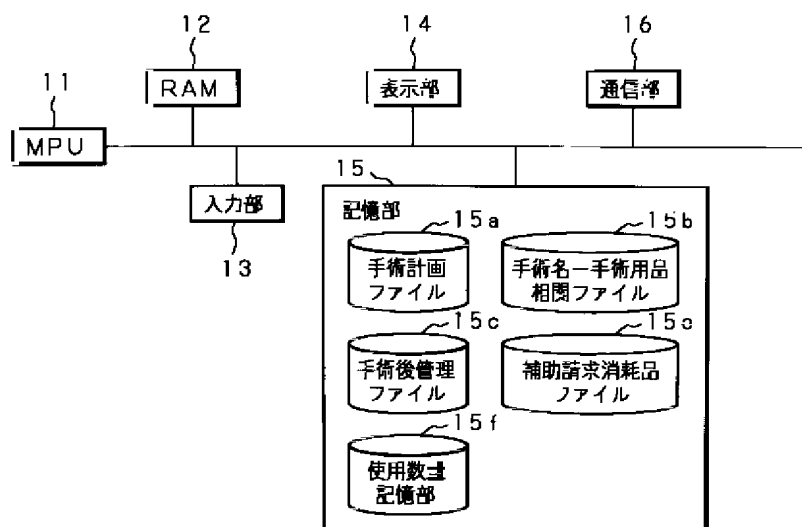 12
14
16
11
RAM
表示部
通信部
MPU
15
入力部
13
記憶部
15a
15b
手術計画
ファイル
手術名ー手術用品
相関ファイル
15c
15e
手術後管理
ファイル
補助請求消耗品
ファイル
15f
使用数量
記憶部